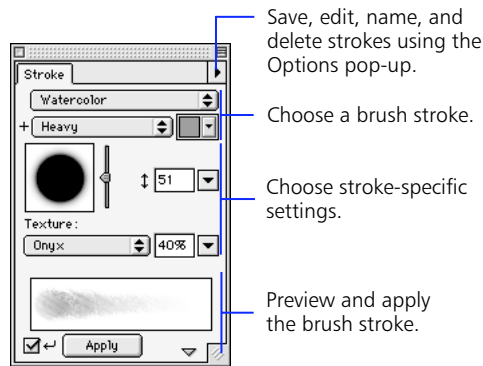 Save, edit, name, and
delete strokes using the
Options pop-up.
Stroke
Watercolor
+ Heavy
Choose a brush stroke.
51
Choose stroke-specific
settings.
Texture:
Onyx 40%
Preview and apply
the brush stroke.
Apply